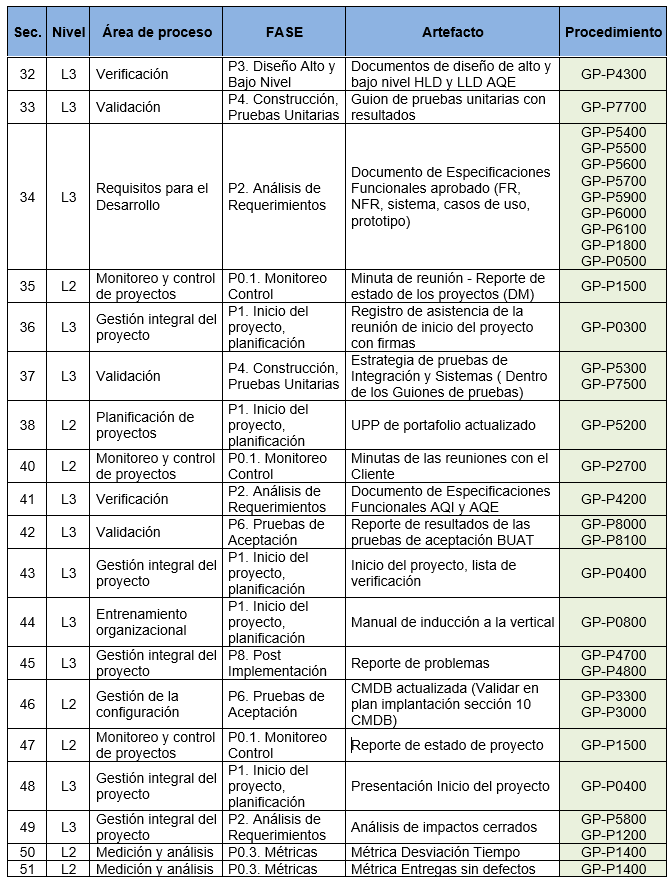 Sec. Nivel Área de proceso FASE Artefacto Procedimiento
32 L3 Verificación P3. Diseño Alto y Bajo Nivel Documentos de diseño de alto y bajo nivel HLD y LLD AQE GP-P4300
33 L3 Validación P4. Construcción, Pruebas Unitarias Guion de pruebas unitarias con resultados GP-P7700
34 L3 Requisitos para el Desarrollo P2. Análisis de Requerimientos Documento de Especificaciones Funcionales aprobado (FR, NFR, sistema, casos de uso, prototipo) GP-P5400 GP-P5500 GP-P5600 GP-P5700 GP-P5900 GP-P6000 GP-P6100 GP-P1800 GP-P0500
35 L2 Monitoreo y control de proyectos P0.1. Monitoreo Control Minuta de reunión - Reporte de estado de los proyectos (DM) GP-P1500
36 L3 Gestión integral del proyecto P1. Inicio del proyecto, planificación Registro de asistencia de la reunión de inicio del proyecto con firmas GP-P0300
37 L3 Validación P4. Construcción, Pruebas Unitarias Estrategia de pruebas de Integración y Sistemas ( Dentro de los Guiones de pruebas) GP-P5300 GP-P7500
38 L2 Planificación de proyectos P1. Inicio del proyecto, planificación UPP de portafolio actualizado GP-P5200
40 L2 Monitoreo y control de proyectos P0.1. Monitoreo Control Minutas de las reuniones con el Cliente GP-P2700
41 L3 Verificación P2. Análisis de Requerimientos Documento de Especificaciones Funcionales AQI y AQE GP-P4200
42 L3 Validación P6. Pruebas de Aceptación Reporte de resultados de las pruebas de aceptación BUAT GP-P8000 GP-P8100
43 L3 Gestión integral del proyecto P1. Inicio del proyecto, planificación Inicio del proyecto, lista de verificación GP-P0400
44 L3 Entrenamiento organizacional P1. Inicio del proyecto, planificación Manual de inducción a la vertical GP-P0800
45 L3 Gestión integral del proyecto P8. Post Implementación Reporte de problemas GP-P4700 GP-P4800
46 L2 Gestión de la configuración P6. Pruebas de Aceptación CMDB actualizada (Validar en plan implantación sección 10 CMDB) GP-P3300 GP-P3000
47 L2 Monitoreo y control de proyectos P0.1. Monitoreo Control Reporte de estado de proyecto GP-P1500
48 L3 Gestión integral del proyecto P1. Inicio del proyecto, planificación Presentación Inicio del proyecto GP-P0400
49 L3 Gestión integral del proyecto P2. Análisis de Requerimientos Análisis de impactos cerrados GP-P5800 GP-P1200
50 L2 Medición y análisis P0.3. Métricas Métrica Desviación Tiempo GP-P1400
51 L2 Medición y análisis P0.3. Métricas Métrica Entregas sin defectos GP-P1400